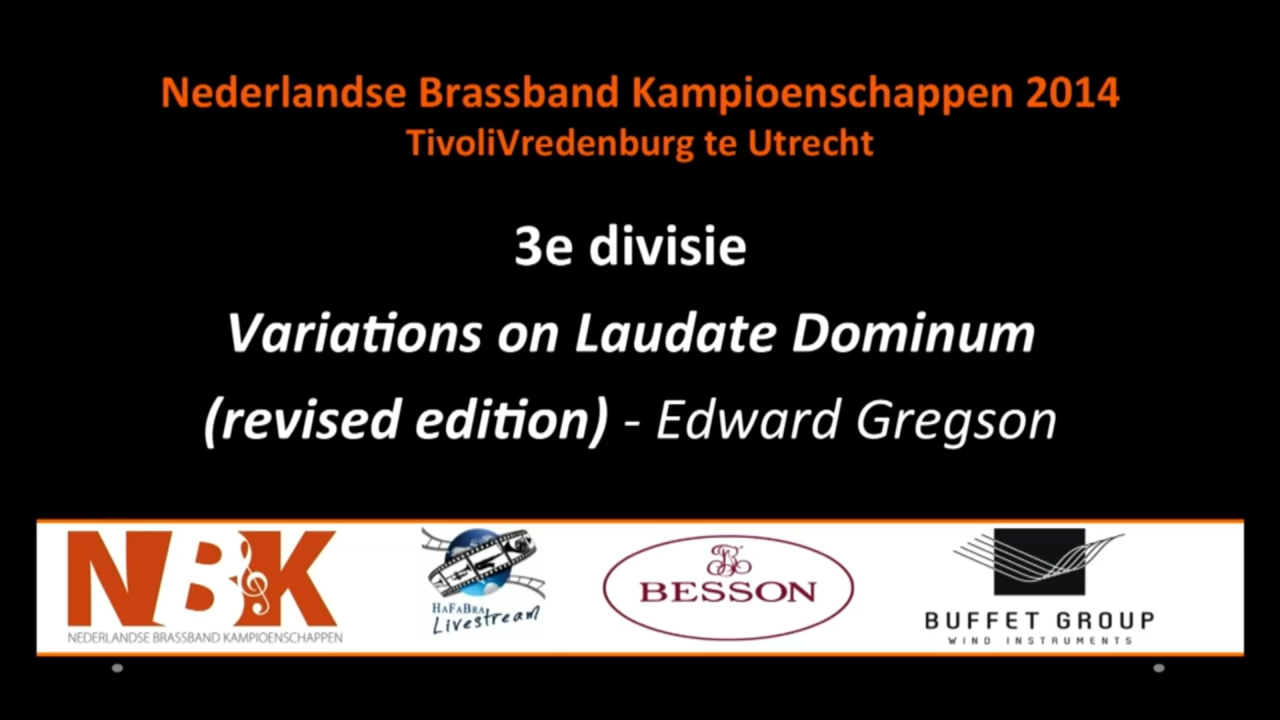 Nederlandse Brassband Kampioenschappen 2014
TivoliVredenburg te Utrecht
3e divisie
Variations on Laudate Dominum
(revised edition) - Edward Gregson
NBK
NEDERLANDSE BRASSBAND KAMPIOENSCHAPPEN
HAFABRA
Livestream
BESSON
BUFFET GROUP
WIND INSTRUMENTS